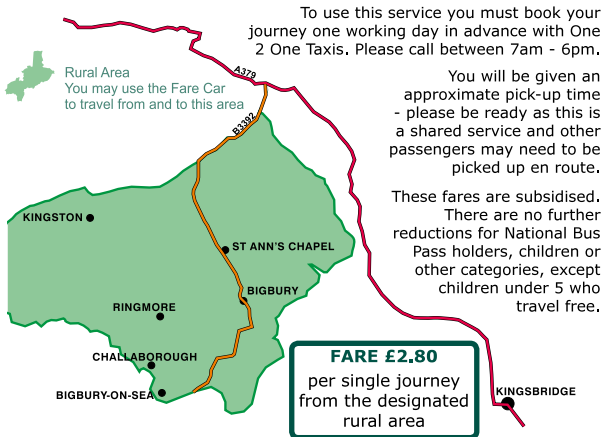 To use this service you must book your
journey one working day in advance with One
2 One Taxis. Please call between 7am - 6pm.
Rural Area
You may use the Fare Car
to travel from and to this area
A379
You will be given an
approximate pick-up time
- please be ready as this is
a shared service and other
passengers may need to be
picked up en route.
B3392
These fares are subsidised.
There are no further
reductions for National Bus
Pass holders, children or
other categories, except
children under 5 who
travel free.
KINGSTON
ST ANN'S CHAPEL
BIGBURY
RINGMORE
CHALLABOROUGH
BIGBURY-ON-SEA
FARE £2.80
per single journey
from the designated
rural area
KINGSBRIDGE